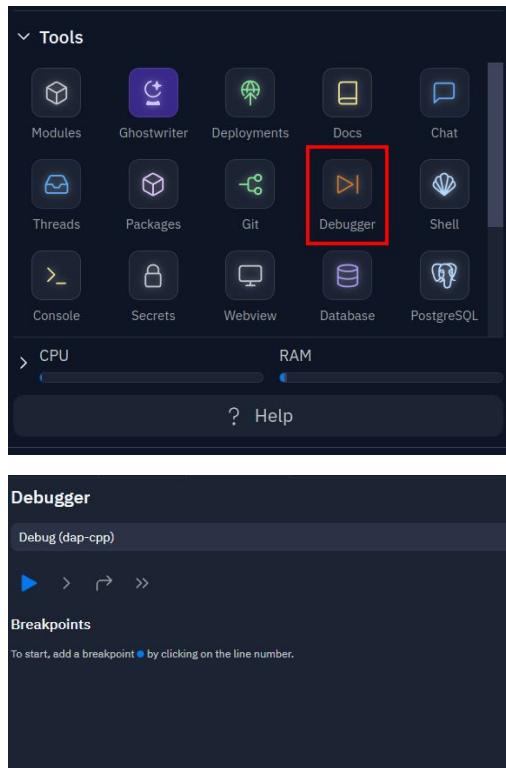 Tools
Modules Ghostwriter Deployments Docs Chat
Threads Packages Git Debugger Shell
Console Secrets Webview Database PostgreSQL
CPU RAM
? Help
Debugger
Debug (dap-cpp)
Breakpoints
To start, add a breakpoint by clicking on the line number.